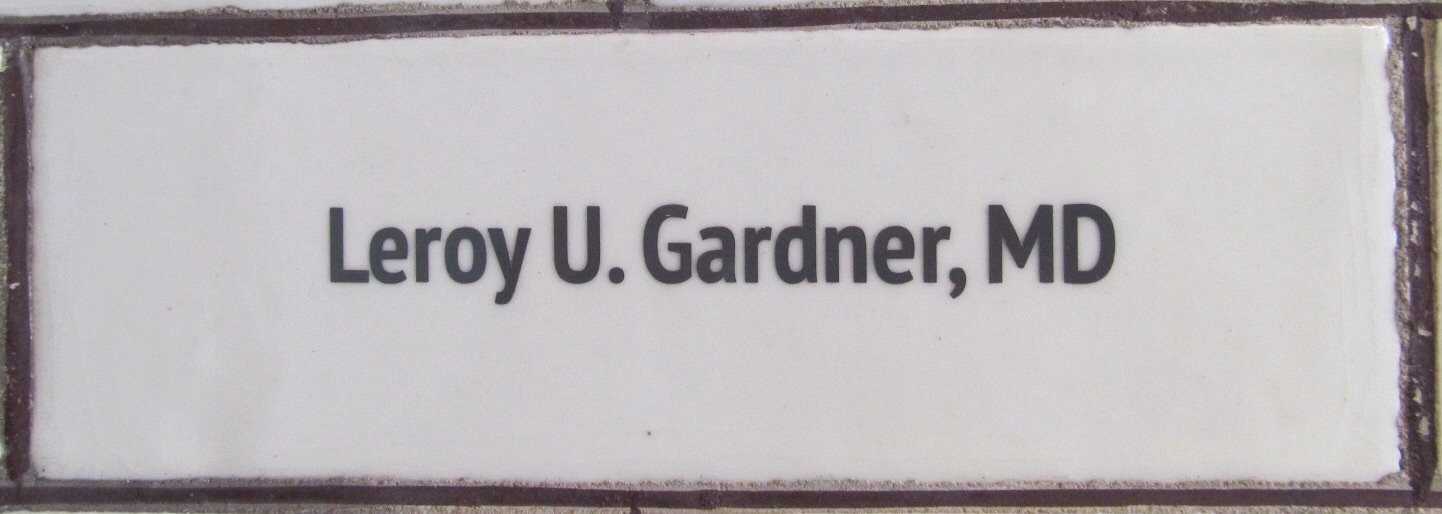 Leroy U. Gardner, MD